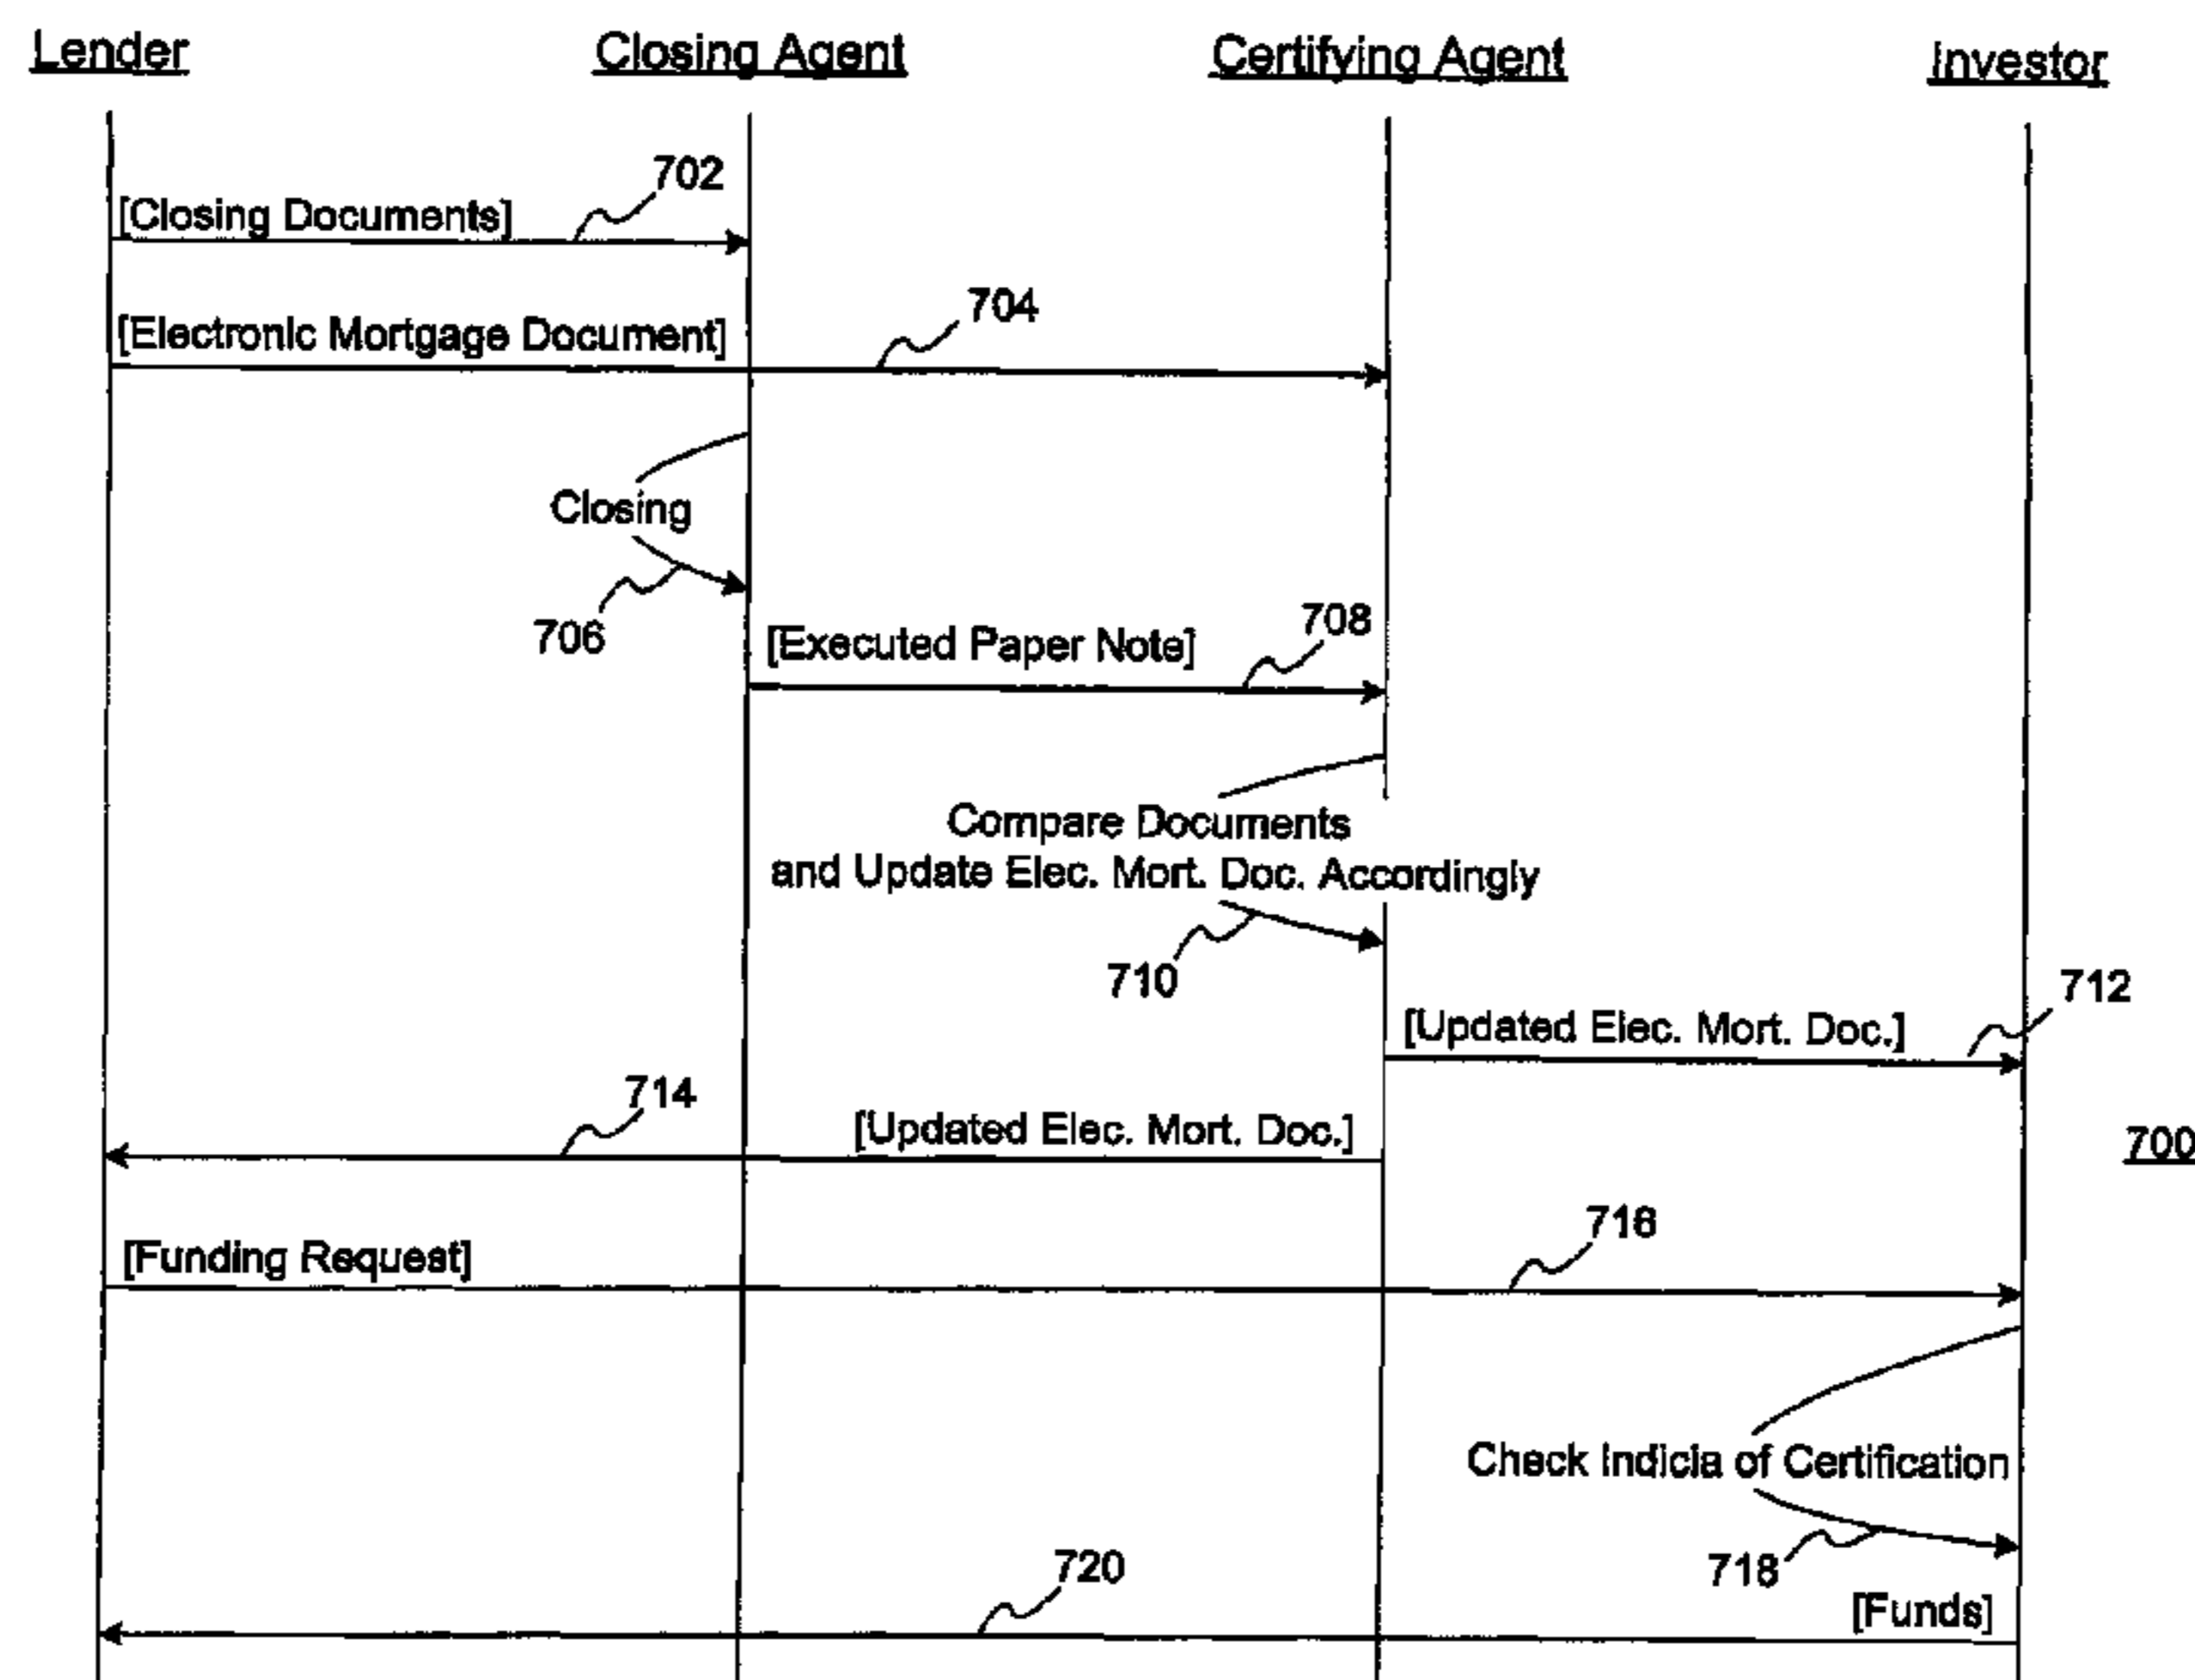 Lender Closing Agent Certifying Agent Investor
702
[Closing Documents]
704
[Electronic Mortgage Document]
Closing
706
708
[Executed Paper Note]
Compare Documents
and Update Elec. Mort. Doc. Accordingly
710
712
[Updated Elec. Mort. Doc.]
714
[Updated Elec. Mort. Doc.]
700
716
[Funding Request]
Check Indicia of Certification
718
720
[Funds]